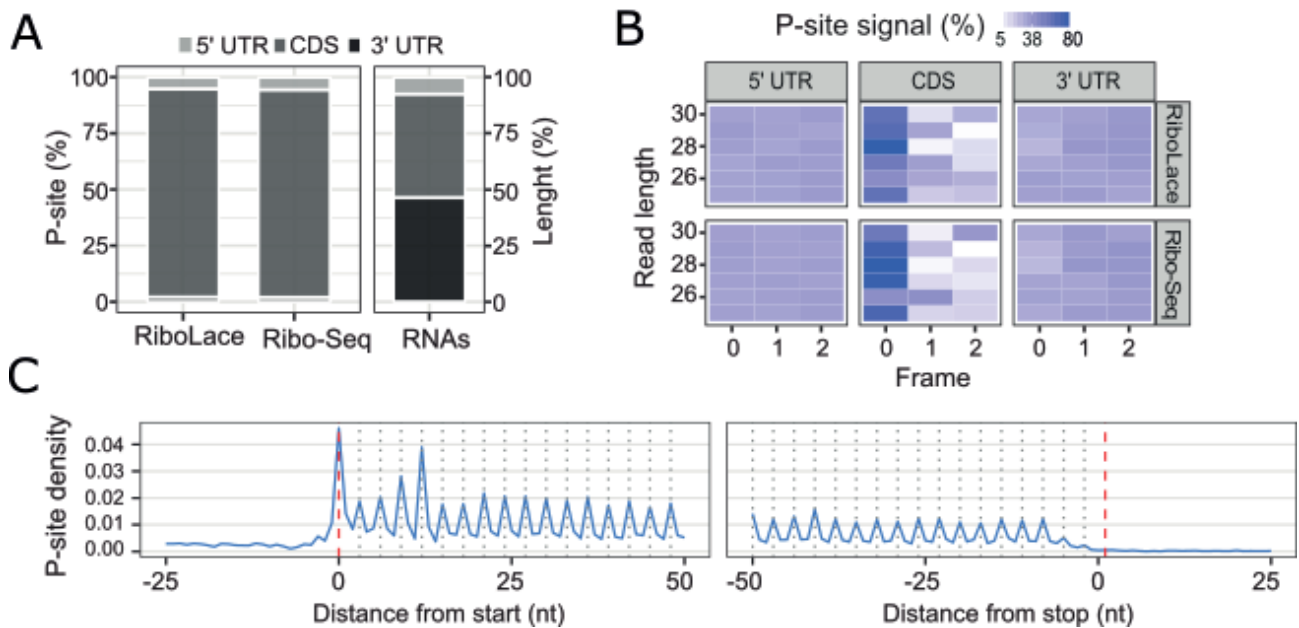 A
5' UTR CDS 3' UTR
P-site (%)
100
75
50
25
0
100
75
50
25
0
Lenght (%)
RiboLace Ribo-Seq RNAs
B
P-site signal (%)
5 38 80
5' UTR CDS 3' UTR
Read length
30
28
26
RiboLace
30
28
26
Ribo-Seq
0 1 2 0 1 2 0 1 2
Frame
C
P-site density
0.04
0.03
0.02
0.01
0.00
-25 0 25 50
Distance from start (nt)
-50 -25 0 25
Distance from stop (nt)